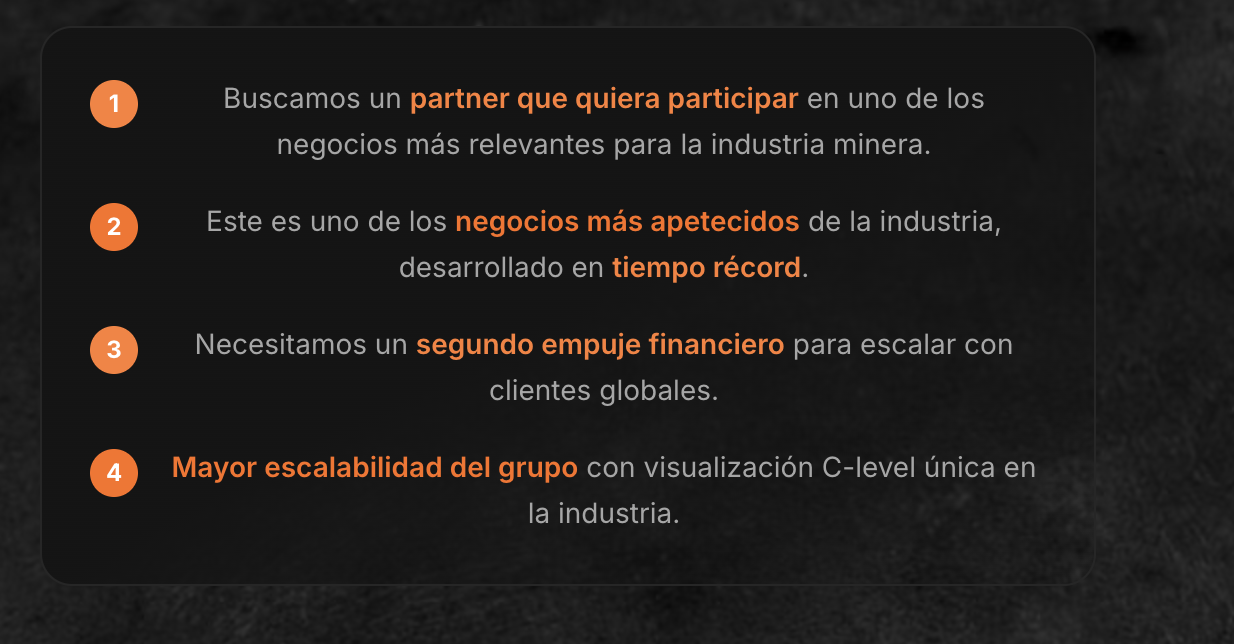 1
Buscamos un partner que quiera participar en uno de los
negocios más relevantes para la industria minera.
2
Este es uno de los negocios más apetecidos de la industria,
desarrollado en tiempo récord.
3
Necesitamos un segundo empuje financiero para escalar con
clientes globales.
4
Mayor escalabilidad del grupo con visualización C-level única en
la industria.